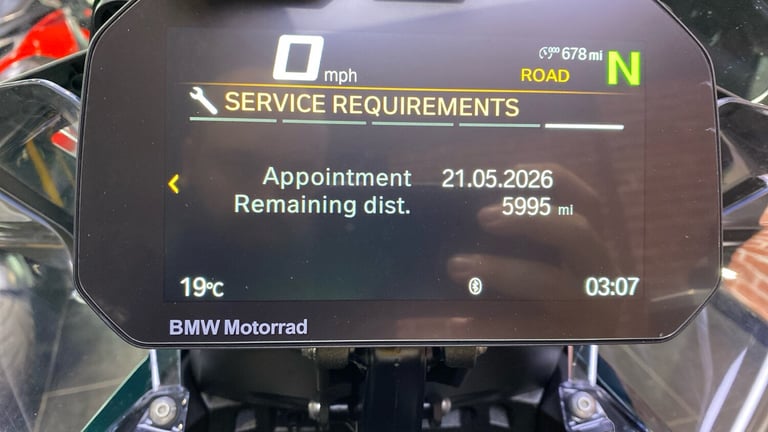 0 mph
678 mi
ROAD
N
SERVICE REQUIREMENTS
Appointment 21.05.2026
Remaining dist. 5995 mi
19°C
03:07
BMW Motorrad